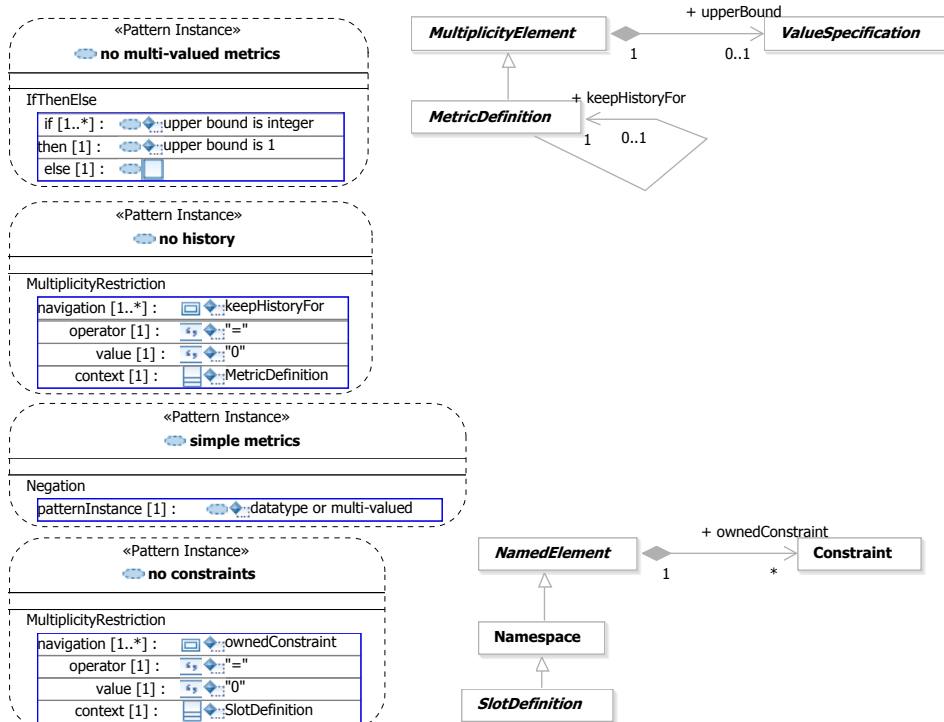 «Pattern Instance»
no multi-valued metrics
IfThenElse
if [1..*] : upper bound is integer
then [1] : upper bound is 1
else [1] :
+ upperBound
MultiplicityElement
ValueSpecification
1
0..1
+ keepHistoryFor
MetricDefinition
1
0..1
«Pattern Instance»
no history
MultiplicityRestriction
navigation [1..*] : keepHistoryFor
operator [1] : "="
value [1] : "0"
context [1] : MetricDefinition
«Pattern Instance»
simple metrics
Negation
patternInstance [1] : datatype or multi-valued
«Pattern Instance»
no constraints
MultiplicityRestriction
navigation [1..*] : ownedConstraint
operator [1] : "="
value [1] : "0"
context [1] : SlotDefinition
+ ownedConstraint
NamedElement
Constraint
1
*
Namespace
SlotDefinition